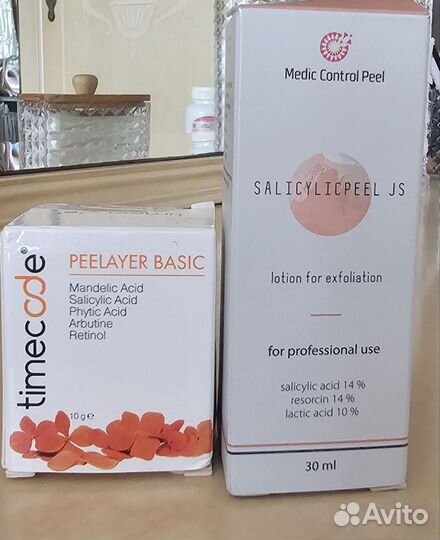 timecode®
PEELAYER BASIC
Mandelic Acid
Salicylic Acid
Phytic Acid
Arbutine
Retinol
10 g e
Medic Control Peel
SALICYLICPEEL JS
lotion for exfoliation
for professional use
salicylic acid 14 %
resorcin 14 %
lactic acid 10 %
30 ml
Avito